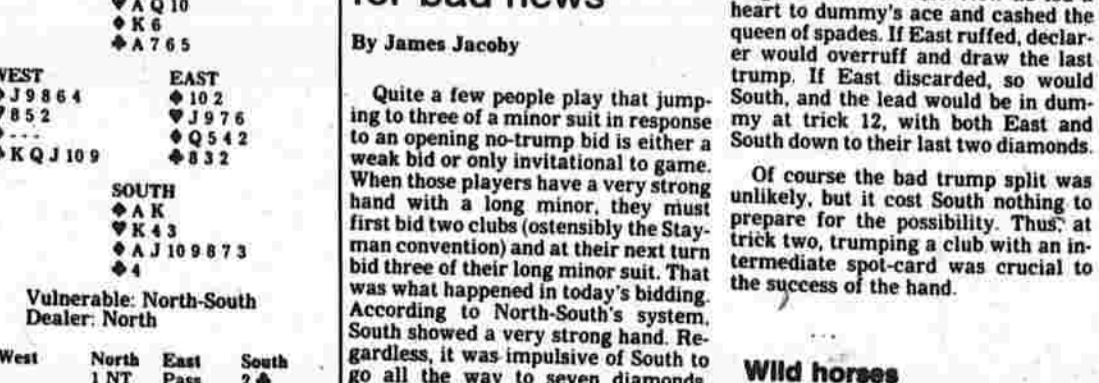 ♥ A Q 10
♦ K 6
♣ A 7 6 5
WEST
♠ J 9 8 6 4
♥ 8 5 2
♦ - - -
♣ K Q J 10 9
EAST
♠ 10 2
♥ J 9 7 6
♦ Q 5 4 2
♣ 8 3 2
SOUTH
♠ A K
♥ K 4 3
♦ A J 10 9 8 7 3
♣ 4
Vulnerable: North-South
Dealer: North
West North East South
1 NT Pass 2 ♣
for bad news
By James Jacoby
Quite a few people play that jump-
ing to three of a minor suit in response
to an opening no-trump bid is either a
weak bid or only invitational to game.
When those players have a very strong
hand with a long minor, they must
first bid two clubs (ostensibly the Stay-
man convention) and at their next turn
bid three of their long minor suit. That
was what happened in today's bidding.
According to North-South's system,
South showed a very strong hand. Re-
gardless, it was impulsive of South to
go all the way to seven diamonds,
heart to dummy's ace and cashed the
queen of spades. If East ruffed, declar-
er would overruff and draw the last
trump. If East discarded, so would
South, and the lead would be in dum-
my at trick 12, with both East and
South down to their last two diamonds.
Of course the bad trump split was
unlikely, but it cost South nothing to
prepare for the possibility. Thus, at
trick two, trumping a club with an in-
termediate spot-card was crucial to
the success of the hand.
Wild horses